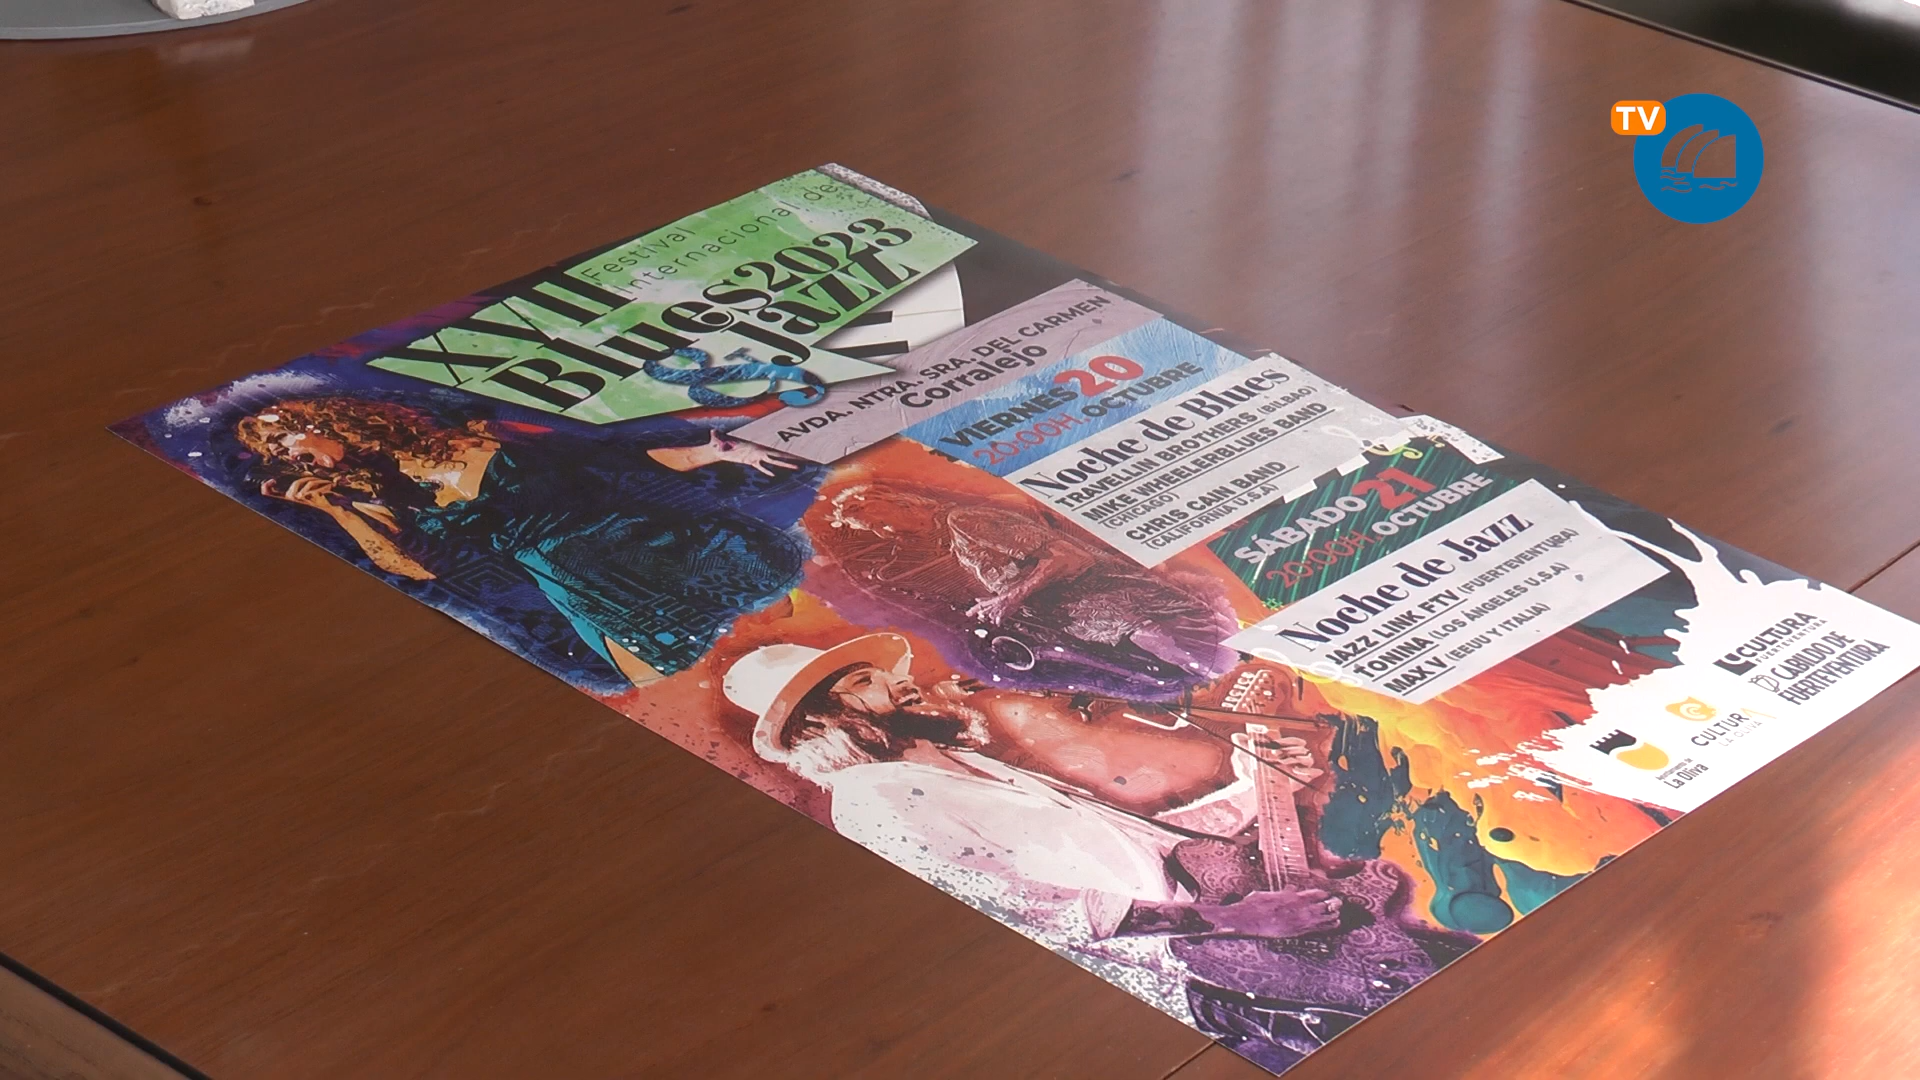 TV
XVII Festival
Internacional de
Blues 2023
& jazz
AVDA. NTRA. SRA. DEL CARMEN
Corralejo
VIERNES 20
20:00H. OCTUBRE
Noche de Blues
TRAVELLIN BROTHERS (BILBAO)
MIKE WHELERBLUES BAND
(CHICAGO)
CHRIS CAIN BAND
(CALIFORNIA U.S.A)
SÁBADO 21
20:00H. OCTUBRE
Noche de Jazz
JAZZ LINK FTV (FUERTEVENTURA)
TONINA (LOS ÁNGELES U.S.A)
MAX V (EEUU Y ITALIA)
CULTURA
FUERTEVENTURA
CABILDO DE
FUERTEVENTURA
CULTURA
LA OLIVA
Ayuntamiento de
La Oliva